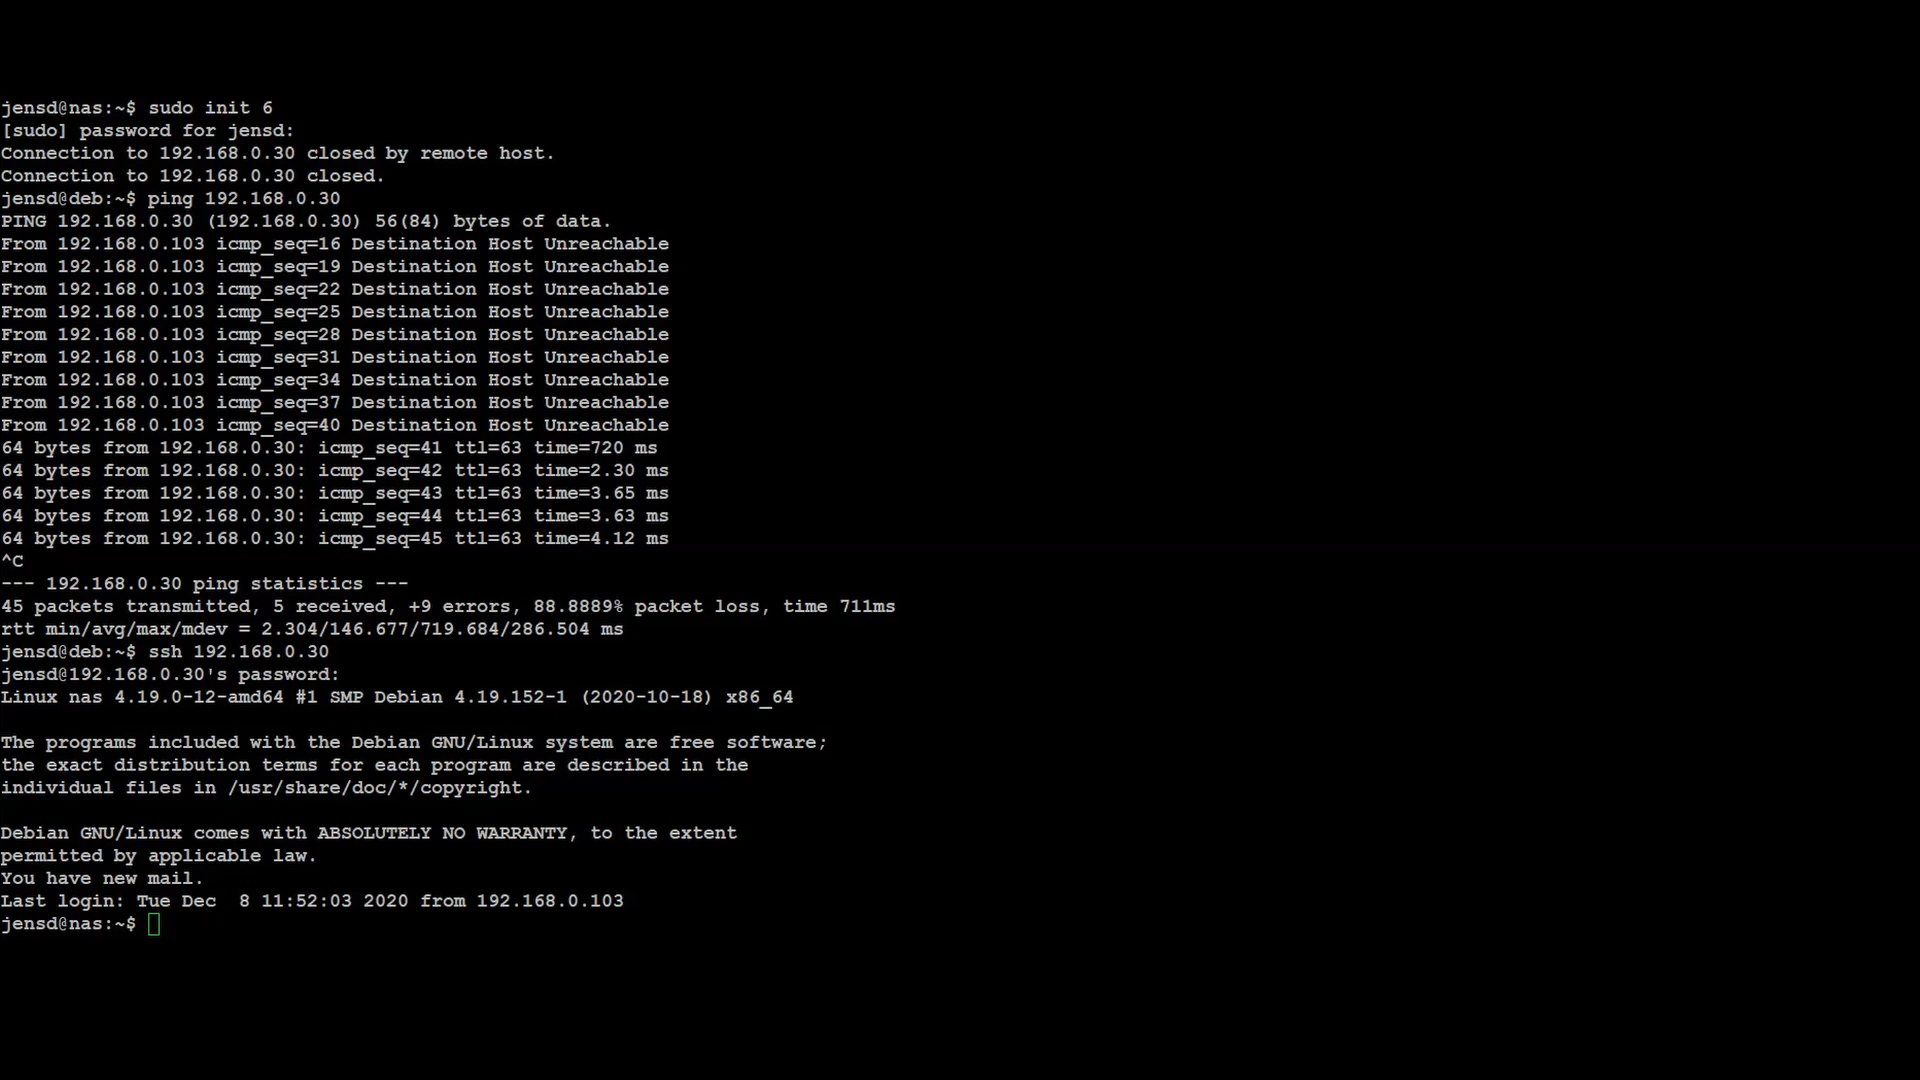 jensd@nas:~$ sudo init 6
[sudo] password for jensd:
Connection to 192.168.0.30 closed by remote host.
Connection to 192.168.0.30 closed.
jensd@deb:~$ ping 192.168.0.30
PING 192.168.0.30 (192.168.0.30) 56(84) bytes of data.
From 192.168.0.103 icmp_seq=16 Destination Host Unreachable
From 192.168.0.103 icmp_seq=19 Destination Host Unreachable
From 192.168.0.103 icmp_seq=22 Destination Host Unreachable
From 192.168.0.103 icmp_seq=25 Destination Host Unreachable
From 192.168.0.103 icmp_seq=28 Destination Host Unreachable
From 192.168.0.103 icmp_seq=31 Destination Host Unreachable
From 192.168.0.103 icmp_seq=34 Destination Host Unreachable
From 192.168.0.103 icmp_seq=37 Destination Host Unreachable
From 192.168.0.103 icmp_seq=40 Destination Host Unreachable
64 bytes from 192.168.0.30: icmp_seq=41 ttl=63 time=720 ms
64 bytes from 192.168.0.30: icmp_seq=42 ttl=63 time=2.30 ms
64 bytes from 192.168.0.30: icmp_seq=43 ttl=63 time=3.65 ms
64 bytes from 192.168.0.30: icmp_seq=44 ttl=63 time=3.63 ms
64 bytes from 192.168.0.30: icmp_seq=45 ttl=63 time=4.12 ms
^C
--- 192.168.0.30 ping statistics ---
45 packets transmitted, 5 received, +9 errors, 88.8889% packet loss, time 711ms
rtt min/avg/max/mdev = 2.304/146.677/719.684/286.504 ms
jensd@deb:~$ ssh 192.168.0.30
jensd@192.168.0.30's password:
Linux nas 4.19.0-12-amd64 #1 SMP Debian 4.19.152-1 (2020-10-18) x86_64

The programs included with the Debian GNU/Linux system are free software;
the exact distribution terms for each program are described in the
individual files in /usr/share/doc/*/copyright.

Debian GNU/Linux comes with ABSOLUTELY NO WARRANTY, to the extent
permitted by applicable law.
You have new mail.
Last login: Tue Dec  8 11:52:03 2020 from 192.168.0.103
jensd@nas:~$